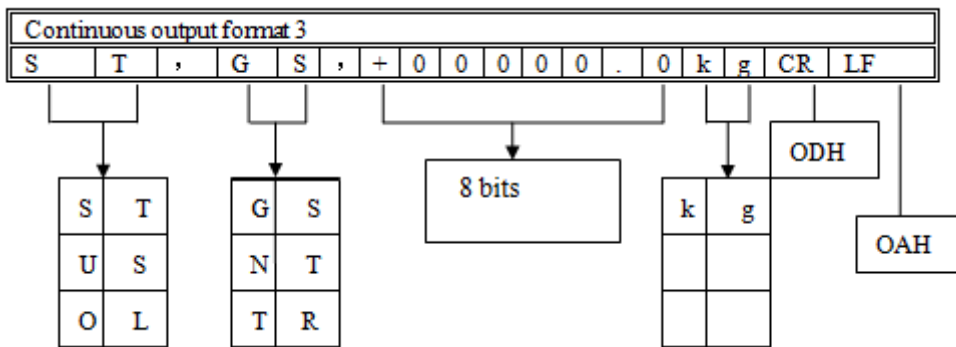 Continuous output format 3
S T , G S , + 0 0 0 0 0 . 0 k g CR LF
ODH
8 bits
S T G S k g
OAH
U S N T
O L T R